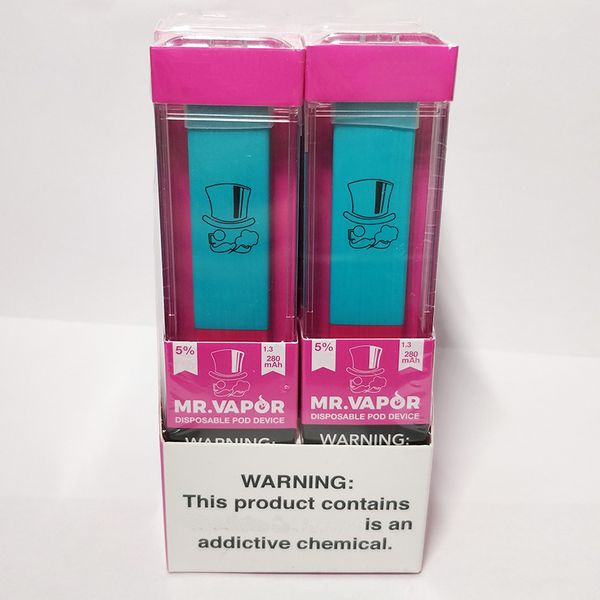 5%
1.3
280
mAh
MR.VAPOR
DISPOSABLE POD DEVICE
WARNING:
5%
1.3
280
mAh
MR.VAPOR
DISPOSABLE POD DEVICE
WARNING:
WARNING:
This product contains
is an
addictive chemical.